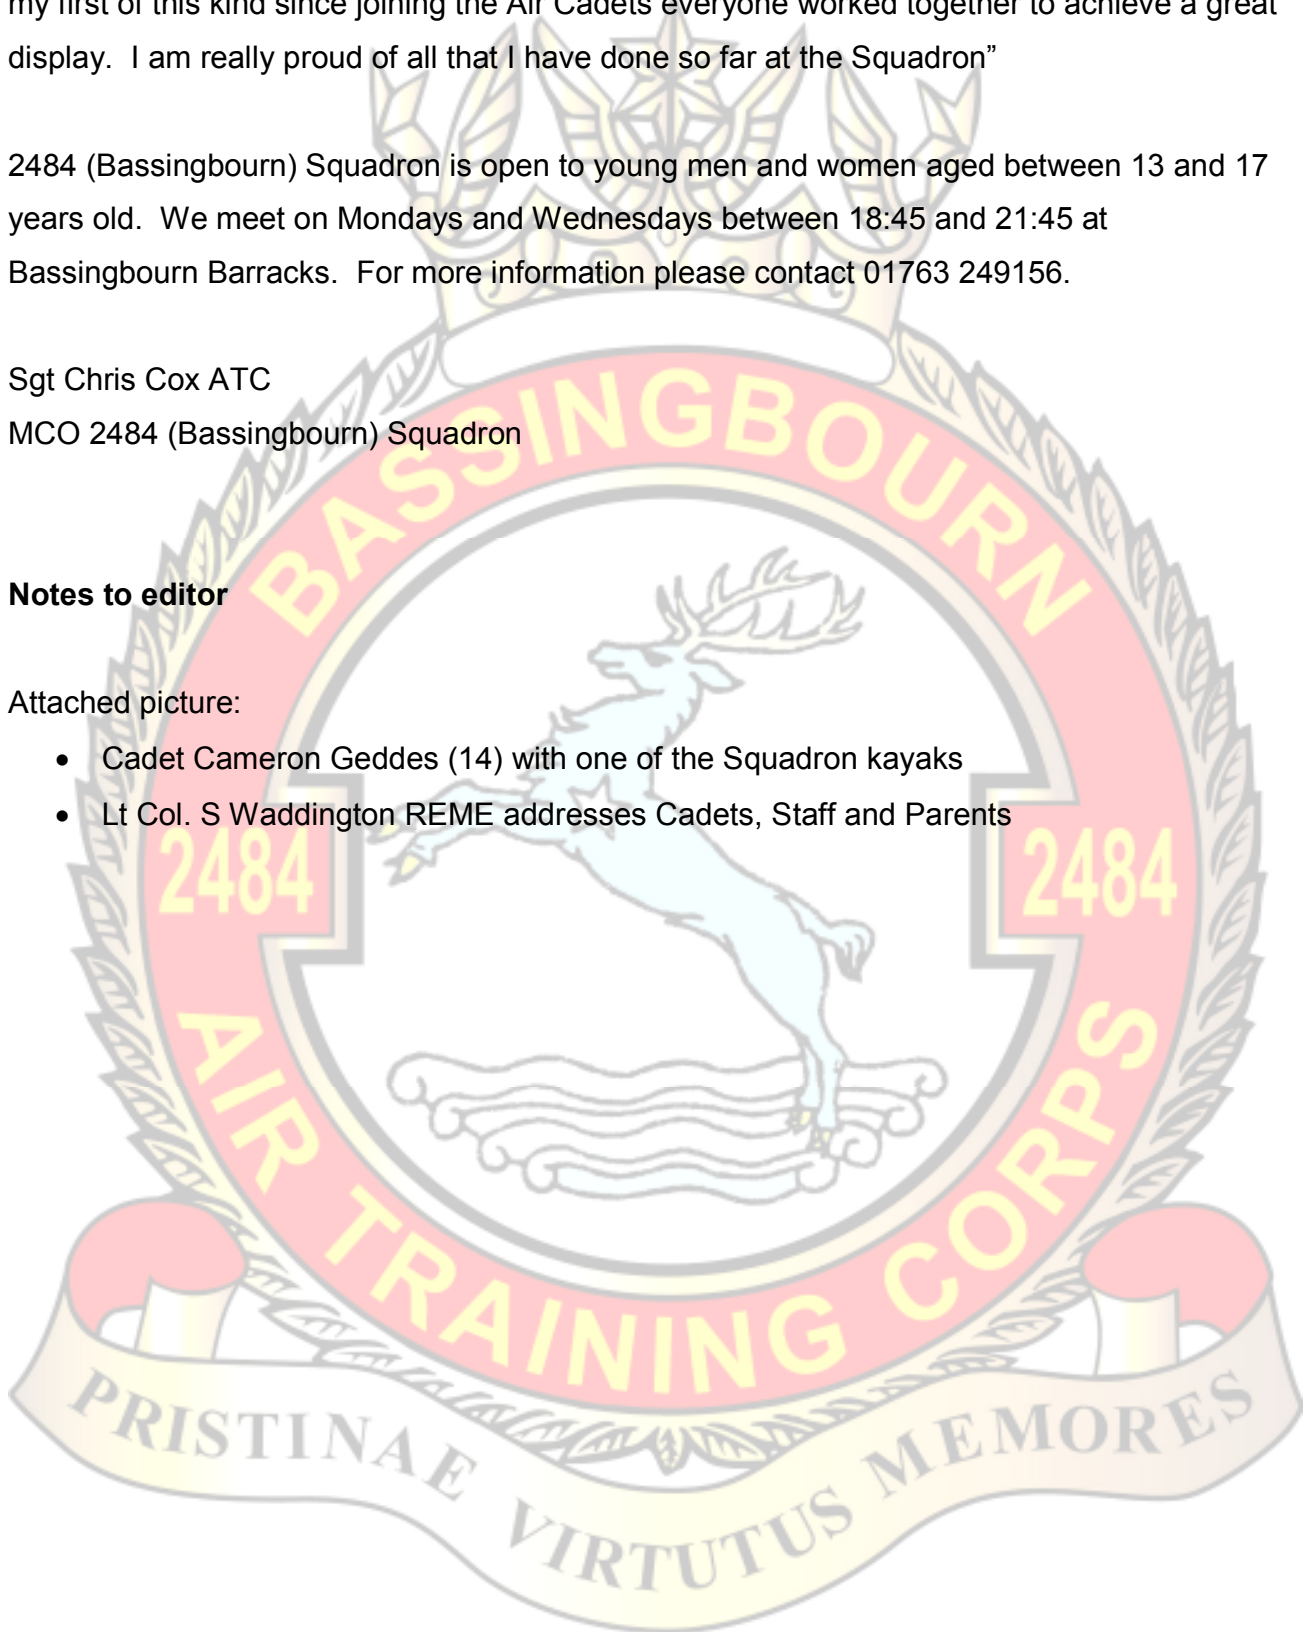 my first of this kind since joining the Air Cadets everyone worked together to achieve a great
display.  I am really proud of all that I have done so far at the Squadron”
2484 (Bassingbourn) Squadron is open to young men and women aged between 13 and 17
years old.  We meet on Mondays and Wednesdays between 18:45 and 21:45 at
Bassingbourn Barracks.  For more information please contact 01763 249156.
Sgt Chris Cox ATC
MCO 2484 (Bassingbourn) Squadron
Notes to editor
Attached picture:
• Cadet Cameron Geddes (14) with one of the Squadron kayaks
• Lt Col. S Waddington REME addresses Cadets, Staff and Parents
BASSINGBOURN
2484 2484
AIR TRAINING CORPS
PRISTINAE VIRTUTUS MEMORES